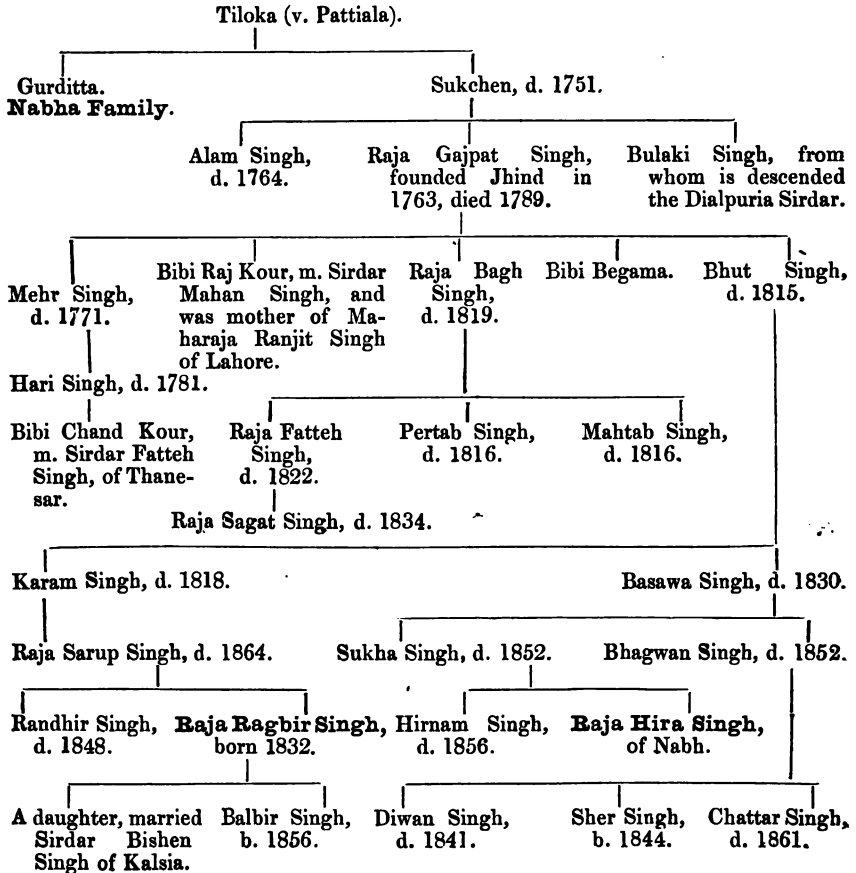 Tiloka (v. Pattiala).
Gurditta.
Nabha Family.
Sukchen, d. 1751.
Alam Singh,
d. 1764.
Raja Gajpat Singh,
founded Jhind in
1763, died 1789.
Bulaki Singh, from
whom is descended
the Dialpuria Sirdar.
Mehr Singh,
d. 1771.
Bibi Raj Kour, m. Sirdar
Mahan Singh, and
was mother of Ma-
haraja Ranjit Singh
of Lahore.
Raja Bagh
Singh,
d. 1819.
Bibi Begama.
Bhut Singh,
d. 1815.
Hari Singh, d. 1781.
Bibi Chand Kour,
m. Sirdar Fatteh
Singh, of Thane-
sar.
Raja Fatteh
Singh,
d. 1822.
Pertab Singh,
d. 1816.
Mahtab Singh,
d. 1816.
Raja Sagat Singh, d. 1834.
Karam Singh, d. 1818.
Basawa Singh, d. 1830.
Raja Sarup Singh, d. 1864.
Sukha Singh, d. 1852.
Bhagwan Singh, d. 1852.
Randhir Singh,
d. 1848.
Raja Ragbir Singh,
born 1832.
Hirnam Singh,
d. 1856.
Raja Hira Singh,
of Nabh.
A daughter, married
Sirdar Bishen
Singh of Kalsia.
Balbir Singh,
b. 1856.
Diwan Singh,
d. 1841.
Sher Singh,
b. 1844.
Chattar Singh,
d. 1861.